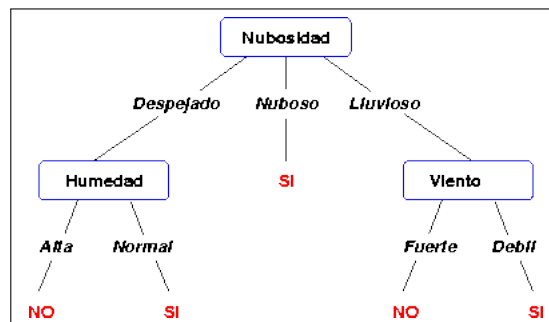 Nubosidad
Despejado Nuboso Lluvioso
Humedad SI Viento
Alta Normal Fuerte Debil
NO SI NO SI